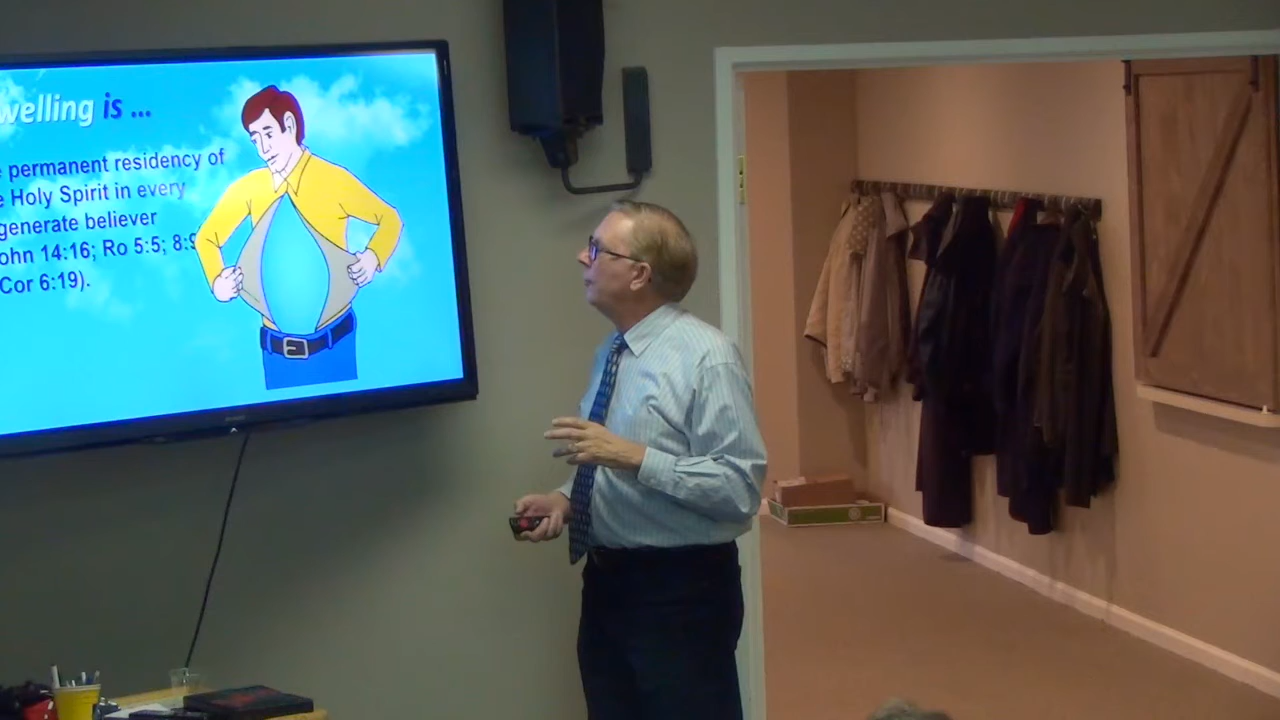 welling is ...
e permanent residency of
e Holy Spirit in every
generate believer
ohn 14:16; Ro 5:5; 8:9
Cor 6:19).